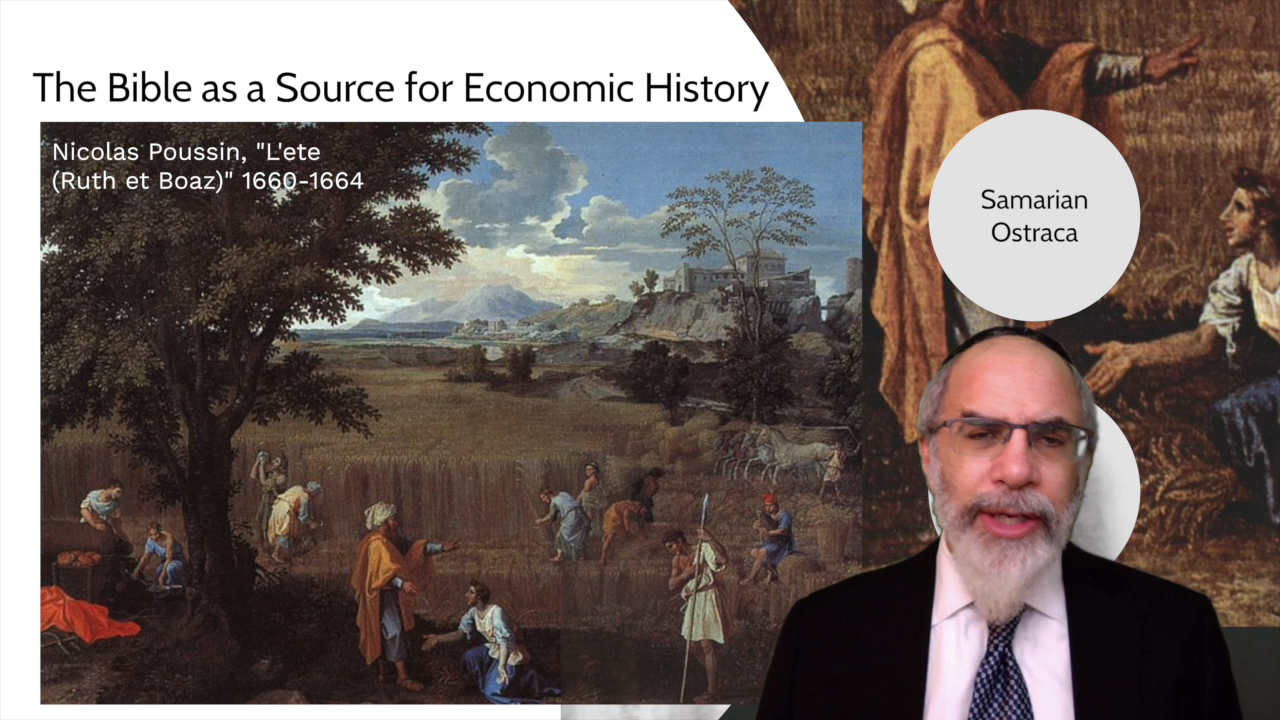 The Bible as a Source for Economic History
Nicolas Poussin, "L'ete
(Ruth et Boaz)" 1660-1664
Samarian
Ostraca